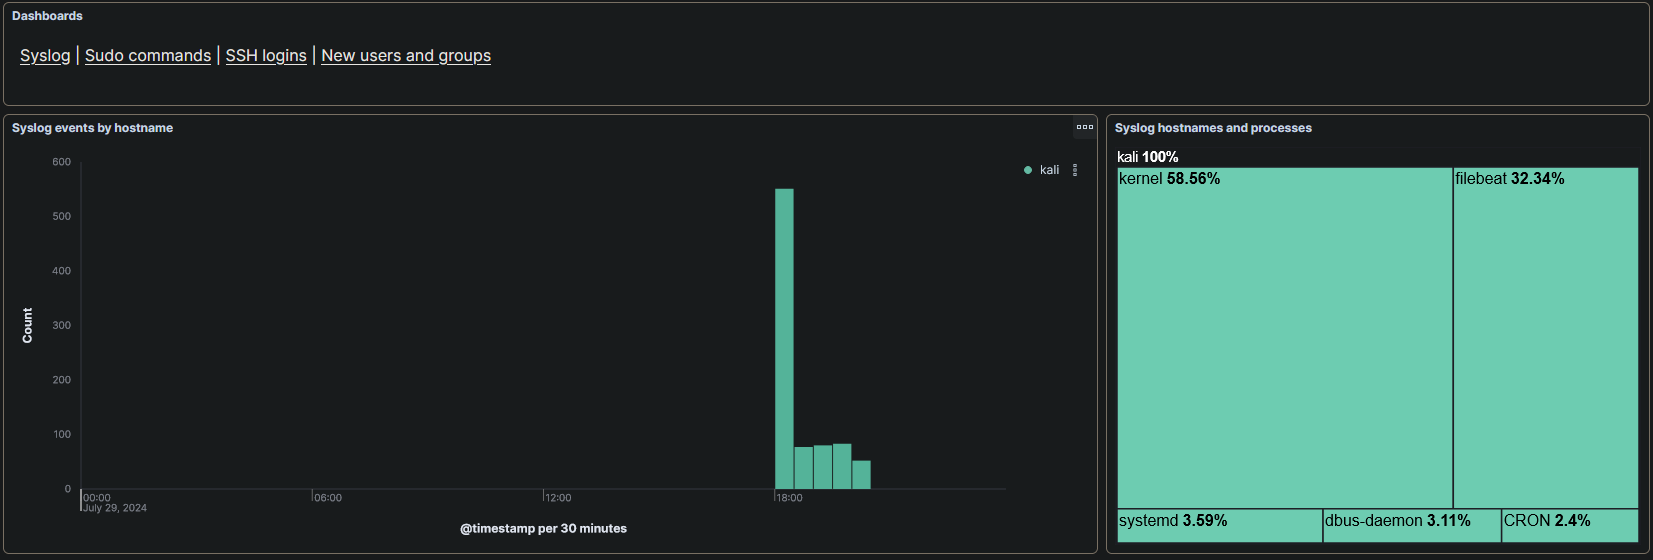 Dashboards
Syslog | Sudo commands | SSH logins | New users and groups
Syslog events by hostname
600
500
400
300
200
100
0
Count
00:00
July 29, 2024
06:00
12:00
18:00
@timestamp per 30 minutes
kali
Syslog hostnames and processes
kali 100%
kernel 58.56%
filebeat 32.34%
systemd 3.59%
dbus-daemon 3.11%
CRON 2.4%